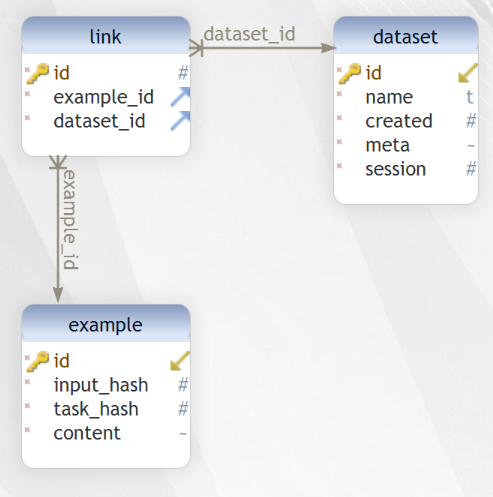 link
id #
example_id
dataset_id
dataset_id
dataset
id
name t
created #
meta ~
session #
example_id
example
id
input_hash #
task_hash #
content ~